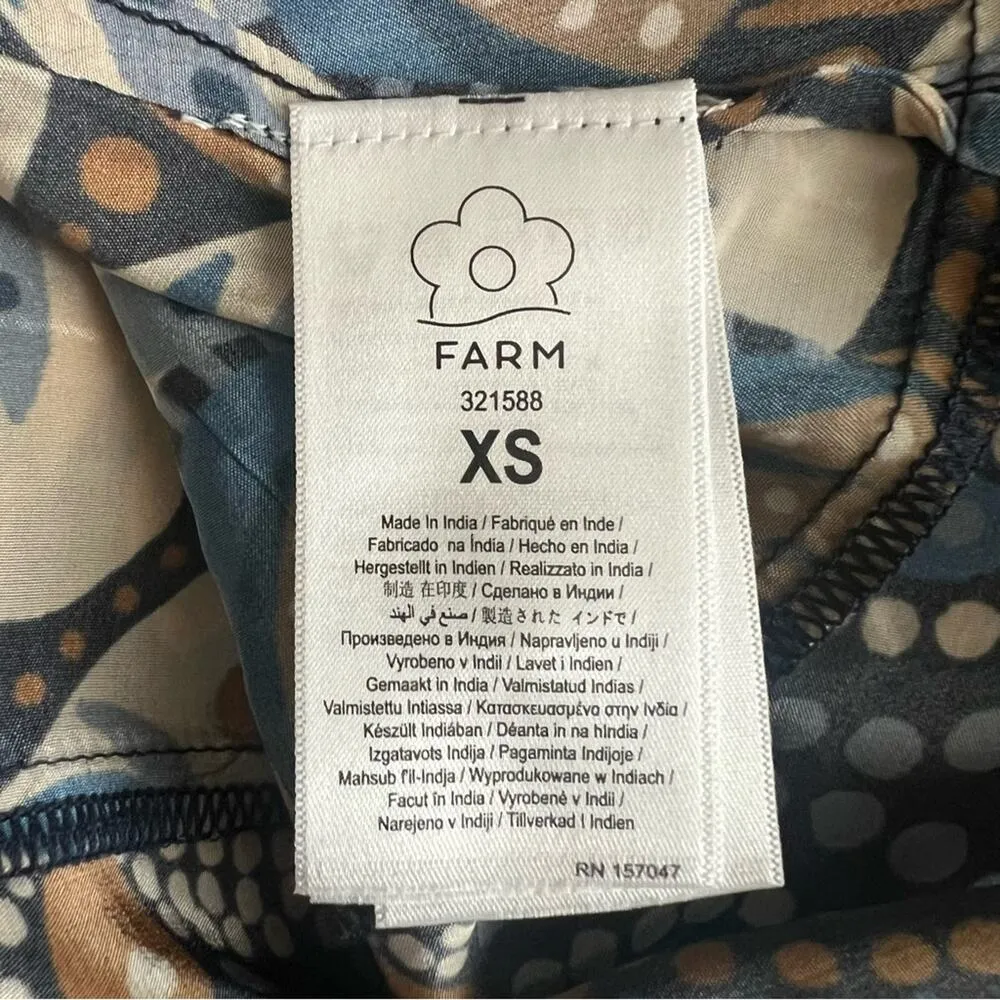 FARM
321588
XS
Made In India / Fabriqué en Inde /
Fabricado na Índia / Hecho en India /
Hergestellt in Indien / Realizzato in India /
制造 在印度 / Сделано в Индии /
صنع في الهند / 製造された インドで /
Произведено в Индия / Napravljeno u Indiji /
Vyrobeno v Indii / Lavet i Indien /
Gemaakt in India / Valmistatud Indias /
Valmistettu Intiassa / Κατασκευασμένο στην Ινδία /
Készült Indiában / Déanta in na hIndia /
Izgatavots Indija / Pagaminta Indijoje /
Mahsub f'il-Indja / Wyprodukowane w Indiach /
Facut în India / Vyrobené v Indii /
Narejeno v Indiji / Tillverkad I Indien
RN 157047